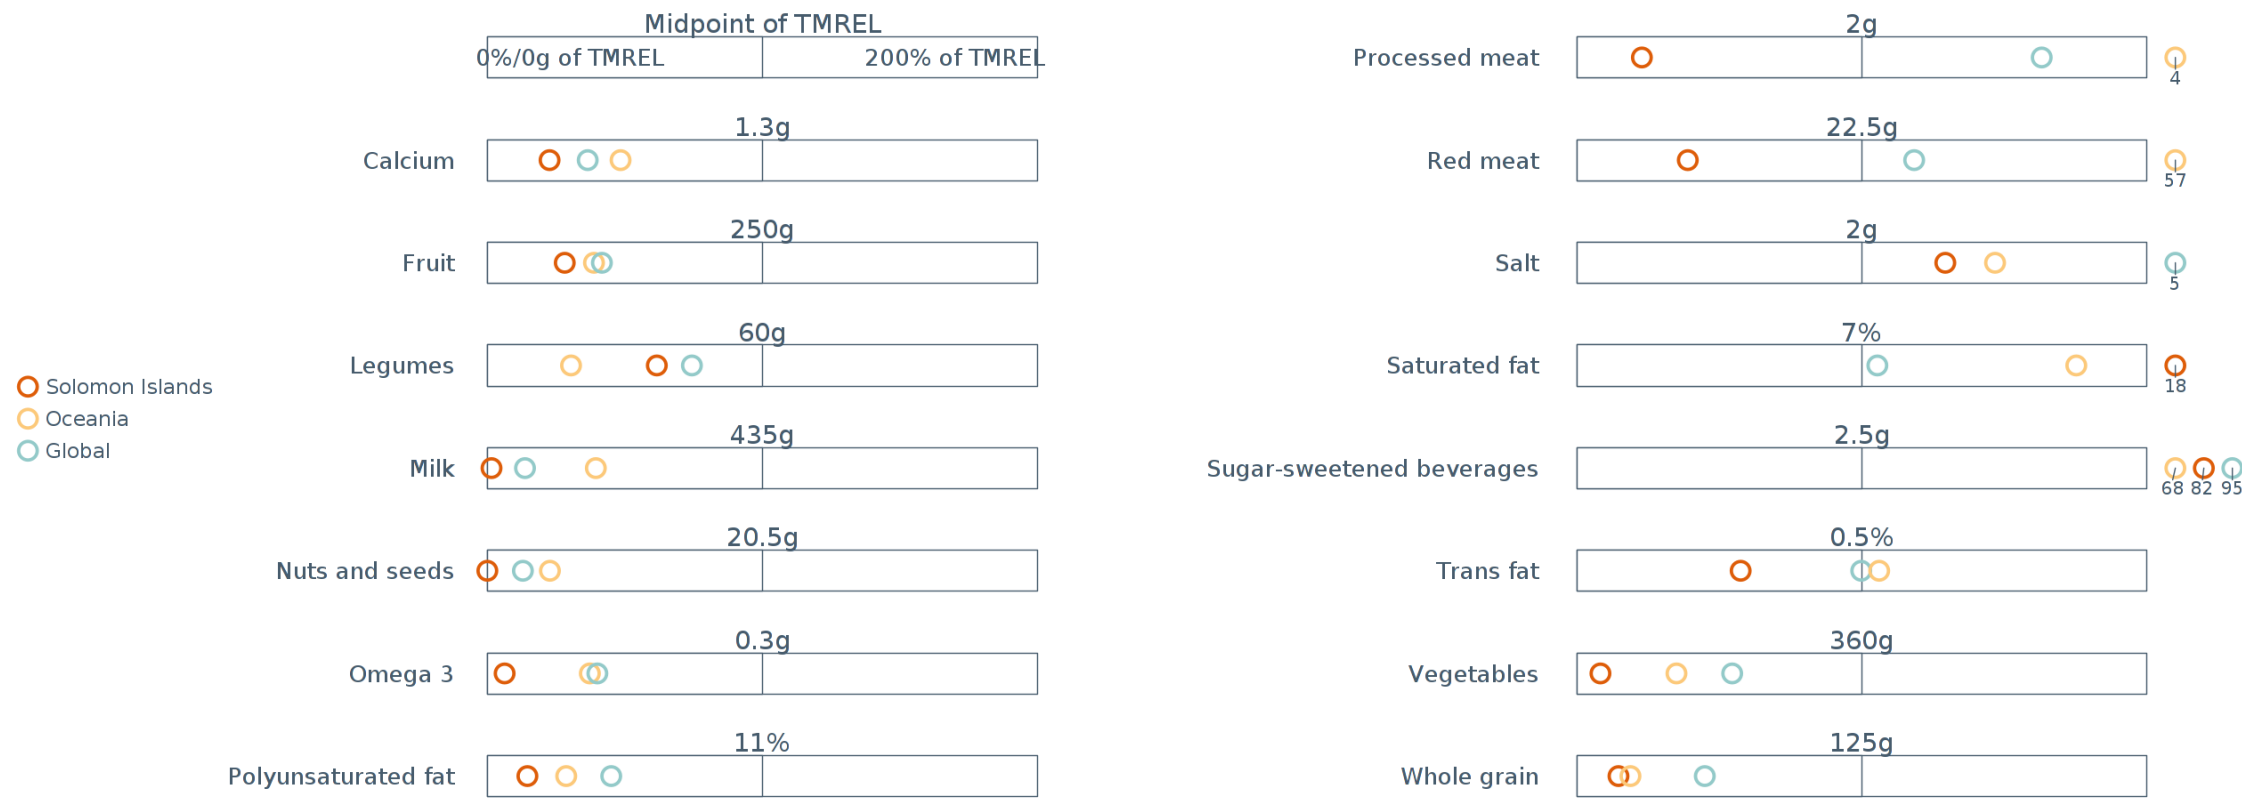 Midpoint of TMREL
0%/0g of TMREL
200% of TMREL
Calcium
1.3g
Fruit
250g
Legumes
60g
Milk
435g
Nuts and seeds
20.5g
Omega 3
0.3g
Polyunsaturated fat
11%
Solomon Islands
Oceania
Global
Processed meat
2g
4
Red meat
22.5g
57
Salt
2g
5
Saturated fat
7%
18
Sugar-sweetened beverages
2.5g
68 82 95
Trans fat
0.5%
Vegetables
360g
Whole grain
125g